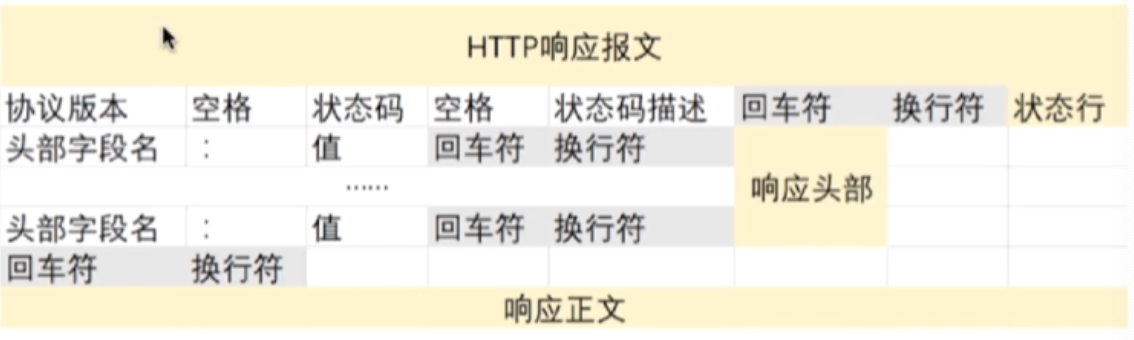 HTTP响应报文
协议版本 空格 状态码 空格 状态码描述 回车符 换行符 状态行
头部字段名 : 值 回车符 换行符
......
响应头部
头部字段名 : 值 回车符 换行符
回车符 换行符
响应正文